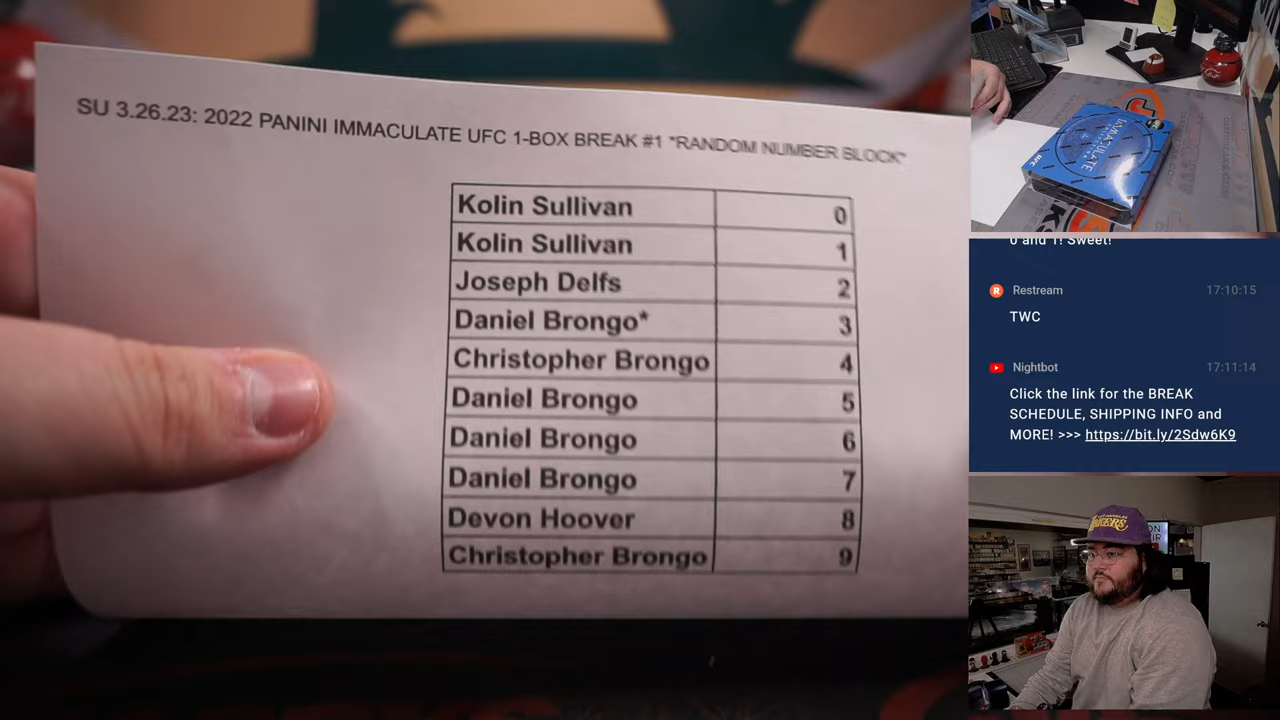 SU 3.26.23: 2022 PANINI IMMACULATE UFC 1-BOX BREAK #1 *RANDOM NUMBER BLOCK*
Kolin Sullivan 0
Kolin Sullivan 1
Joseph Delfs 2
Daniel Brongo* 3
Christopher Brongo 4
Daniel Brongo 5
Daniel Brongo 6
Daniel Brongo 7
Devon Hoover 8
Christopher Brongo 9
IMMACULATE
UFC
0 and 1! Sweet!
Restream 17:10:15
TWC
Nightbot 17:11:14
Click the link for the BREAK
SCHEDULE, SHIPPING INFO and
MORE! >>> https://bit.ly/2Sdw6K9
LAKERS